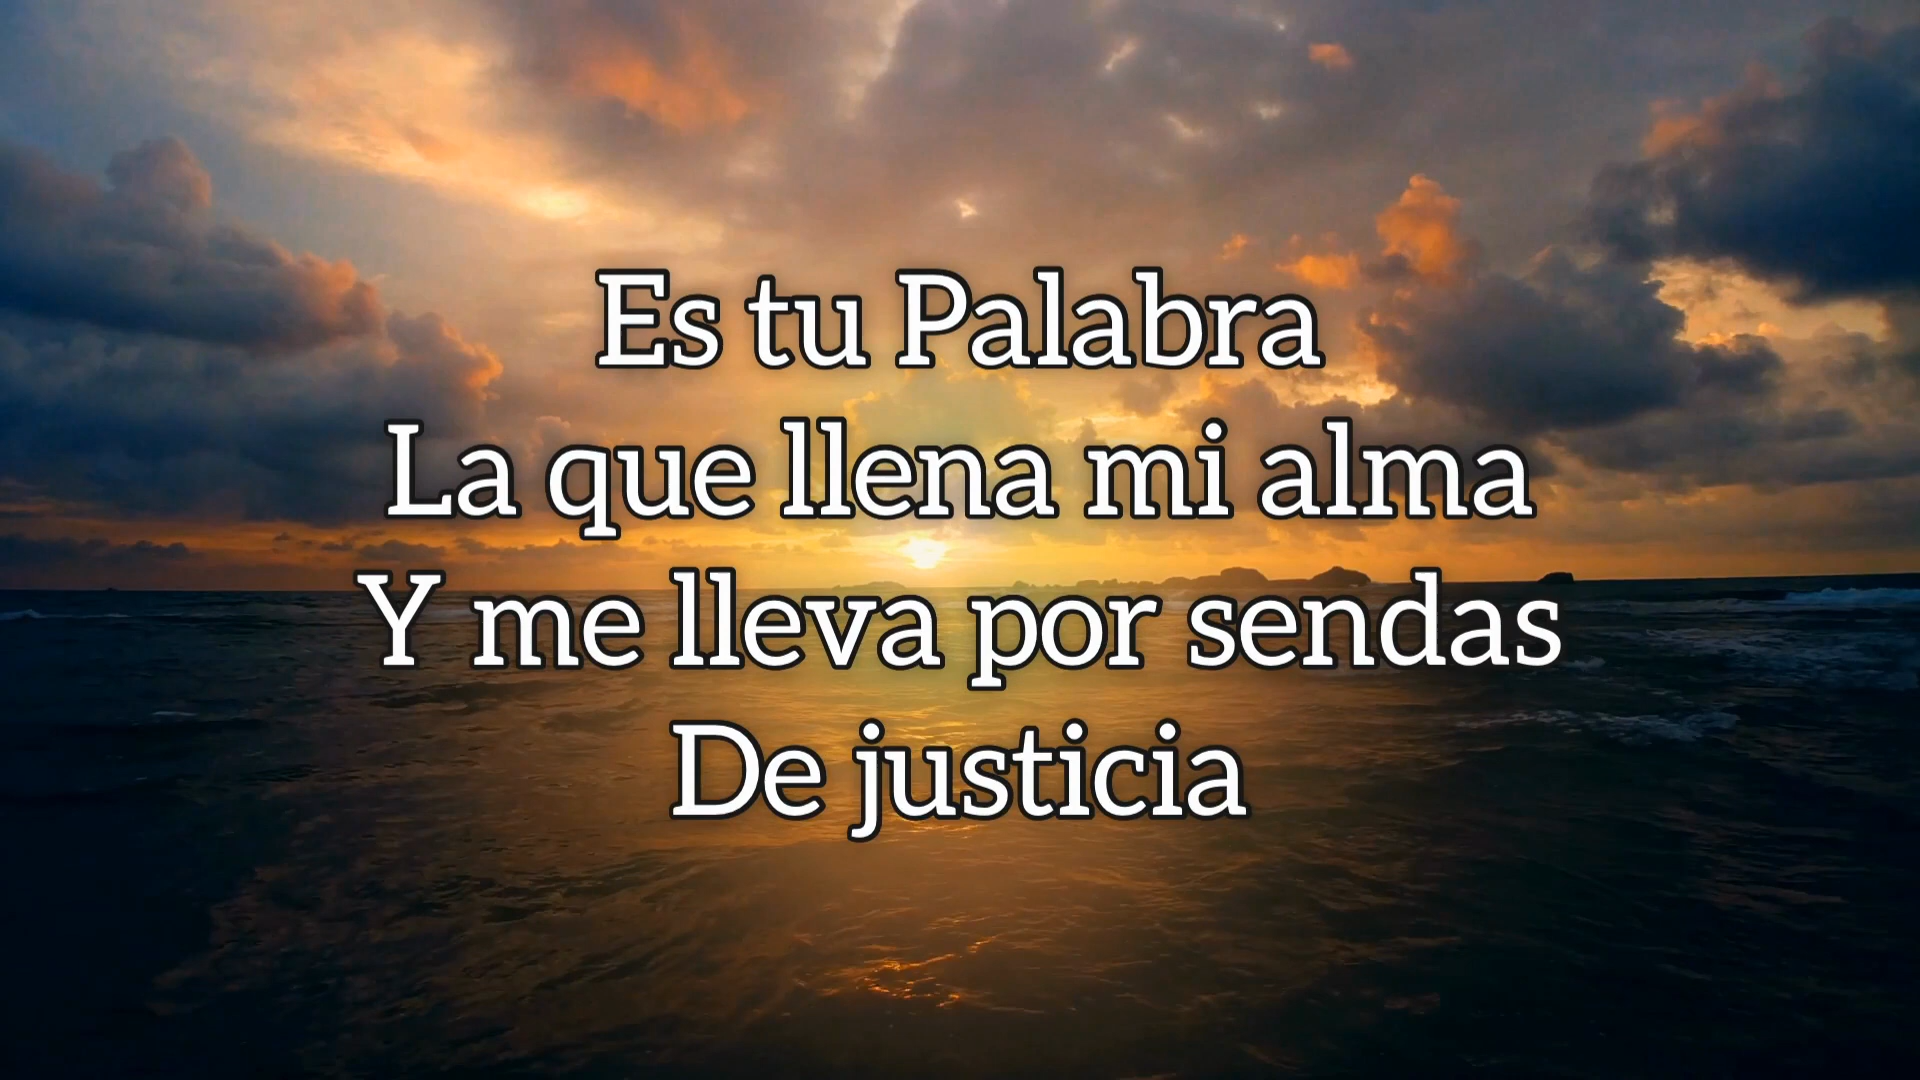 Es tu Palabra
La que llena mi alma
Y me lleva por sendas
De justicia